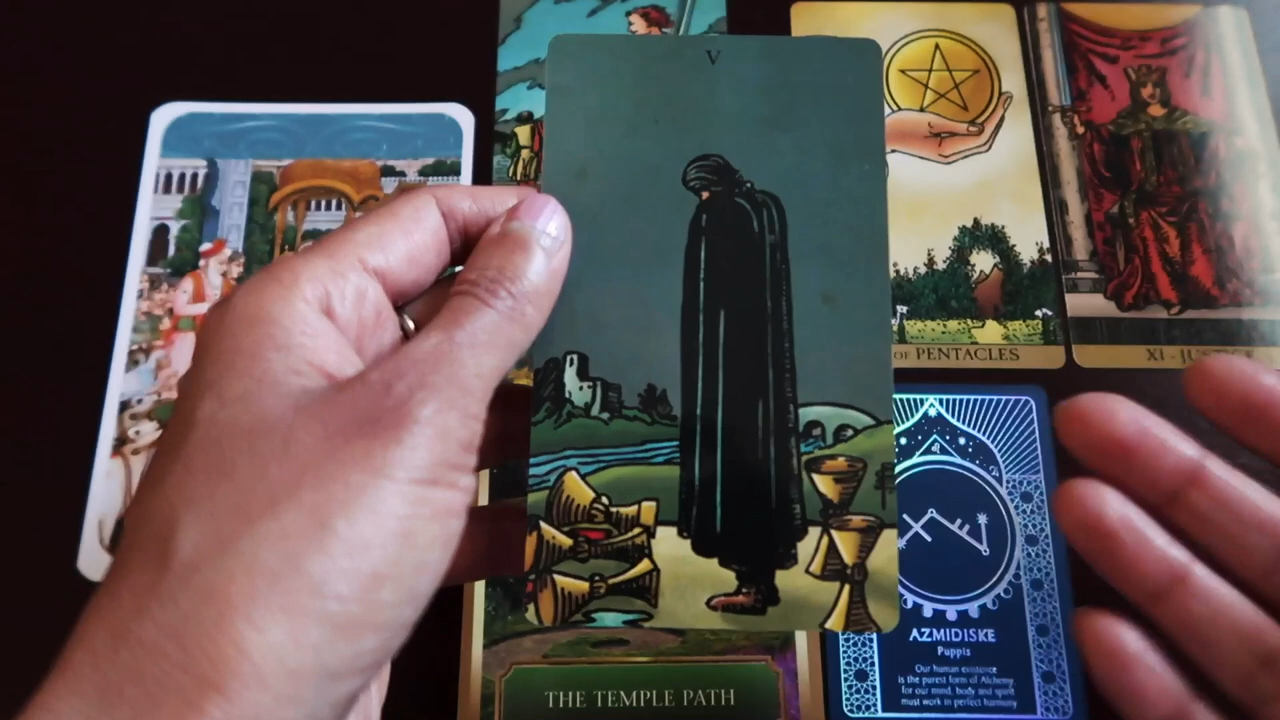 V
OF PENTACLES
XI - JUSTICE
AZMIDISKE
Puppis
Our human existence
is the purest form of Alchemy,
for our mind, body and spirit
must work in perfect harmony
THE TEMPLE PATH